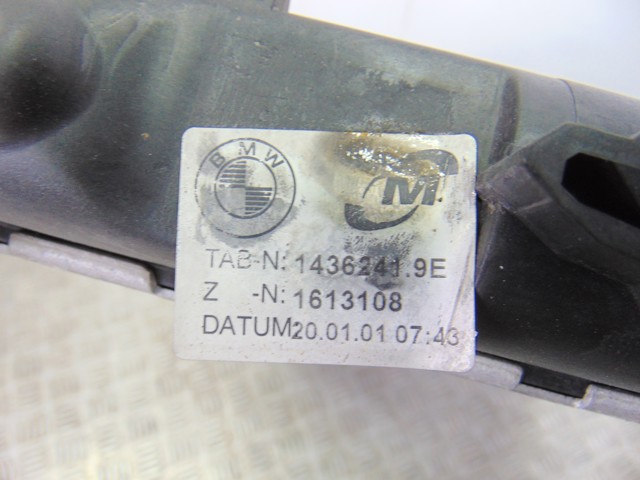 BMW
M
TAB-N: 1436241.9E
Z -N: 1613108
DATUM: 20.01.01 07:43